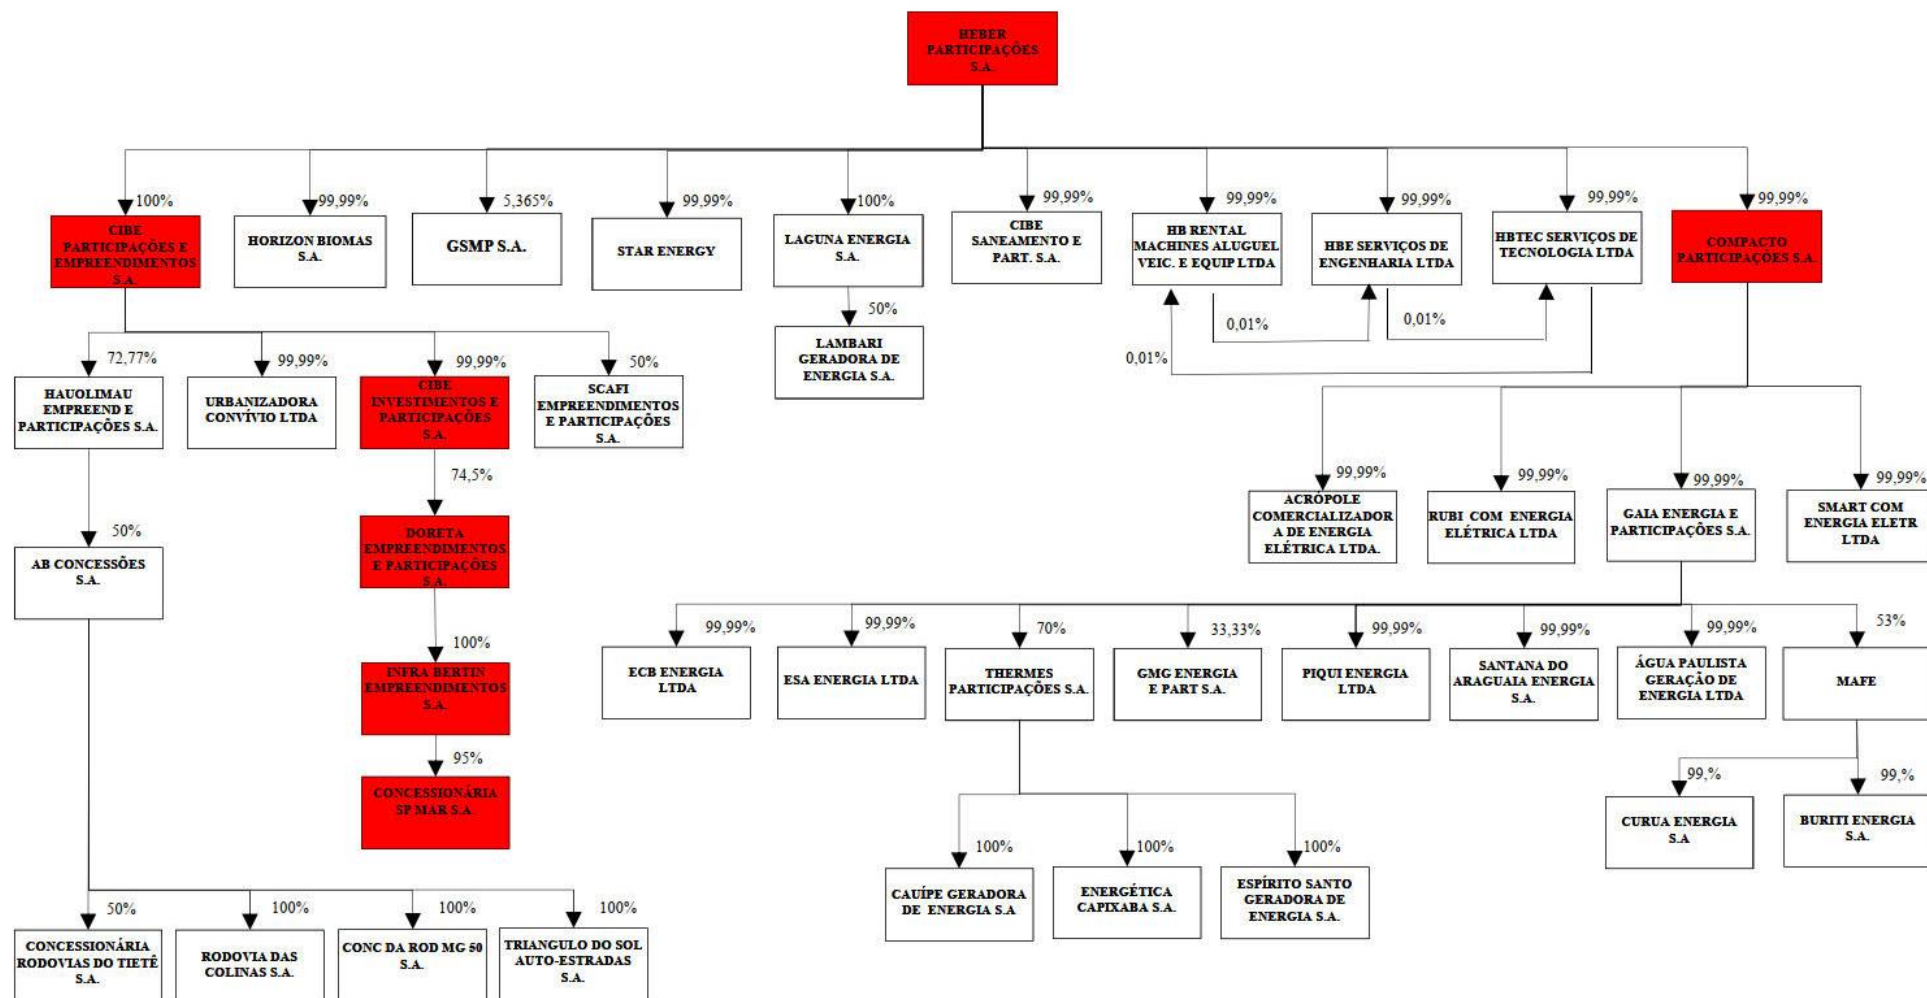 HEBER
PARTICIPAÇÕES
S.A.
100%
99,99%
5,365%
99,99%
100%
99,99%
99,99%
99,99%
99,99%
99,99%
CIBE
PARTICIPAÇÕES E
EMPREENDIMENTOS
S.A.
HORIZON BIOMAS
S.A.
GSMP S.A.
STAR ENERGY
LAGUNA ENERGIA
S.A.
CIBE
SANEAMENTO E
PART. S.A.
HB RENTAL
MACHINES ALUGUEL
VEIC. E EQUIP LTDA
HBE SERVIÇOS DE
ENGENHARIA LTDA
HBTEC SERVIÇOS DE
TECNOLOGIA LTDA
COMPACTO
PARTICIPAÇÕES S.A.
50%
0,01%
0,01%
0,01%
LAMBARI
GERADORA DE
ENERGIA S.A.
72,77%
99,99%
99,99%
50%
HAUOLIMAU
EMPREEND E
PARTICIPAÇÕES S.A.
URBANIZADORA
CONVÍVIO LTDA
CIBE
INVESTIMENTOS E
PARTICIPAÇÕES
S.A.
SCAFI
EMPREENDIMENTOS
E PARTICIPAÇÕES
S.A.
74,5%
99,99%
99,99%
99,99%
99,99%
ACRÓPOLE
COMERCIALIZADOR
A DE ENERGIA
ELÉTRICA LTDA.
RUBI COM ENERGIA
ELÉTRICA LTDA
GAIA ENERGIA E
PARTICIPAÇÕES S.A.
SMART COM
ENERGIA ELETR
LTDA
50%
AB CONCESSÕES
S.A.
DORETA
EMPREENDIMENTOS
E PARTICIPAÇÕES
S.A.
100%
INFRA BERTIN
EMPREENDIMENTOS
S.A.
95%
CONCESSIONÁRIA
SP MAR S.A.
99,99%
99,99%
70%
33,33%
99,99%
99,99%
99,99%
53%
ECB ENERGIA
LTDA
ESA ENERGIA LTDA
THERMES
PARTICIPAÇÕES S.A.
GMG ENERGIA
E PART S.A.
PIQUI ENERGIA
LTDA
SANTANA DO
ARAGUAIA ENERGIA
S.A.
ÁGUA PAULISTA
GERAÇÃO DE
ENERGIA LTDA
MAFE
99,%
99,%
CURUA ENERGIA
S.A
BURITI ENERGIA
S.A.
100%
100%
100%
CAUÍPE GERADORA
DE ENERGIA S.A
ENERGÉTICA
CAPIXABA S.A.
ESPÍRITO SANTO
GERADORA DE
ENERGIA S.A.
50%
100%
100%
100%
CONCESSIONÁRIA
RODOVIAS DO TIETÊ
S.A.
RODOVIA DAS
COLINAS S.A.
CONC DA ROD MG 50
S.A.
TRIANGULO DO SOL
AUTO-ESTRADAS
S.A.